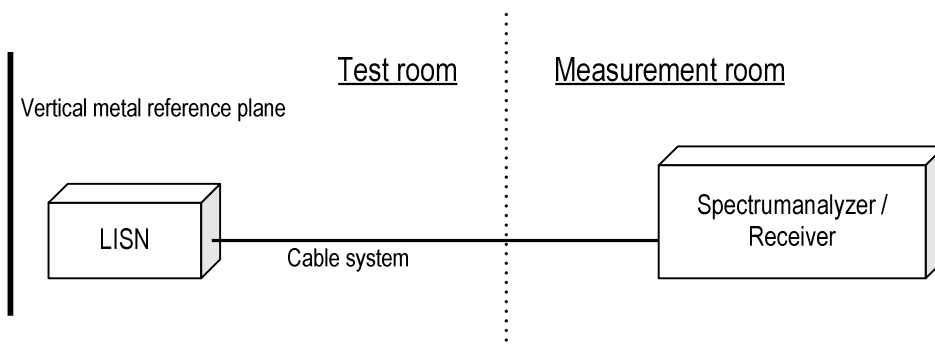 Test room
Measurement room
Vertical metal reference plane
LISN
Cable system
Spectrumanalyzer /
Receiver